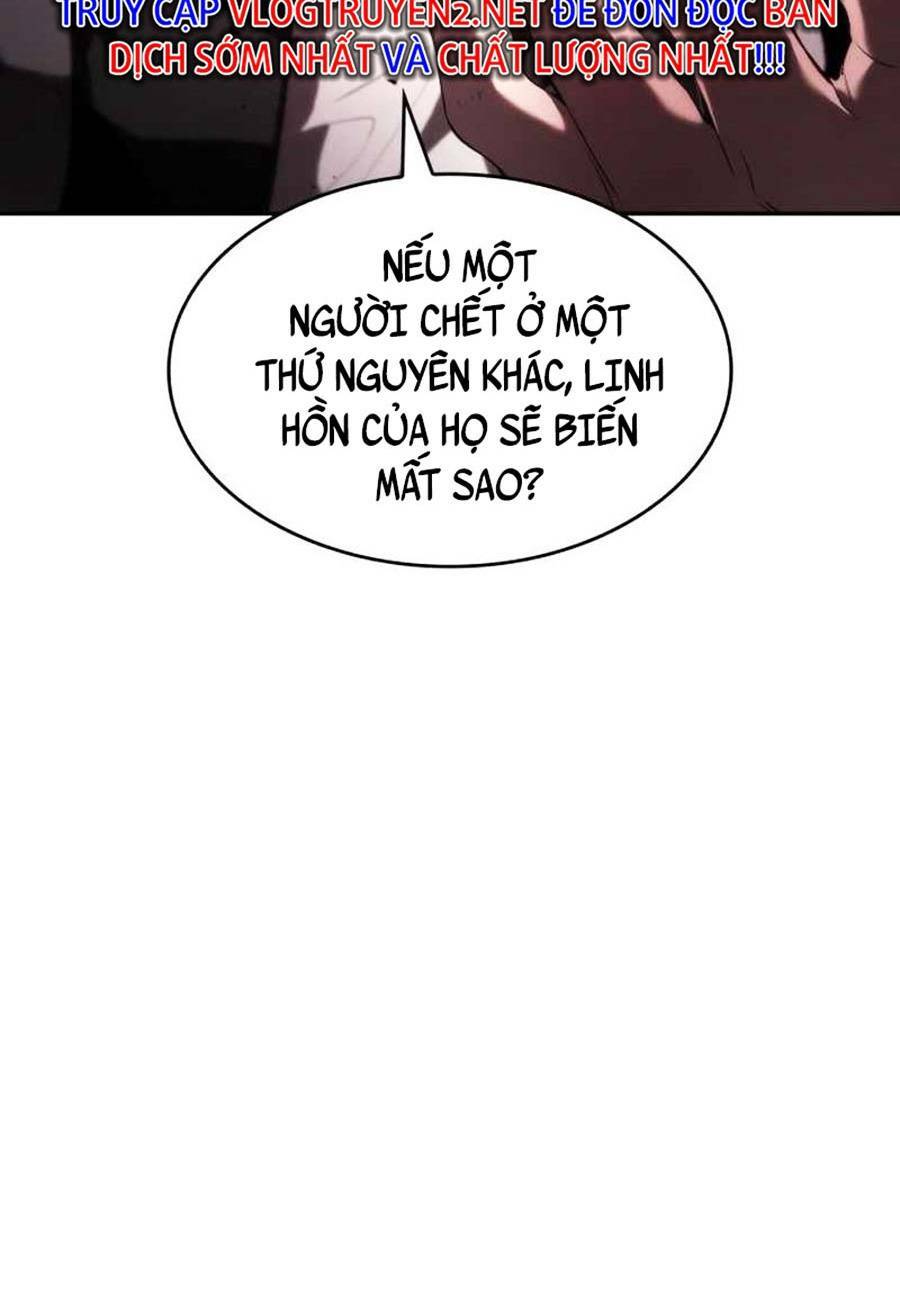 TRUY CẬP VLOGTRUYEN2.NET ĐỂ ĐÓN ĐỌC BẢN
DỊCH SỚM NHẤT VÀ CHẤT LƯỢNG NHẤT!!!
NẾU MỘT
NGƯỜI CHẾT Ở MỘT
THỨ NGUYÊN KHÁC, LINH
HỒN CỦA HỌ SẼ BIẾN
MẤT SAO?